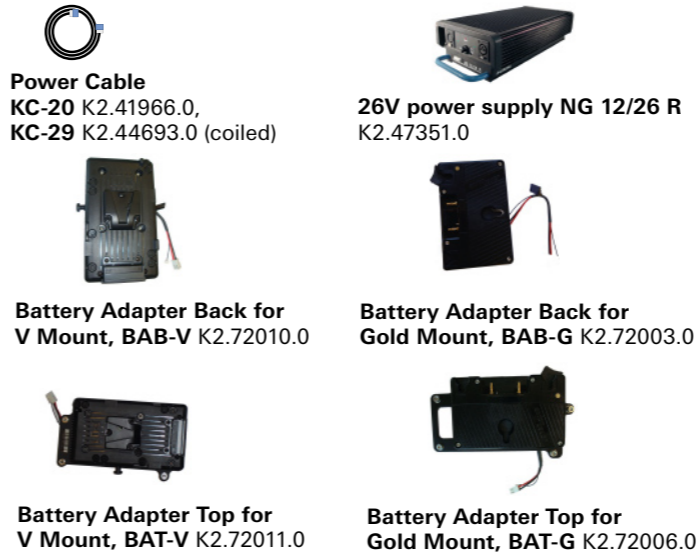 Power Cable
KC-20 K2.41966.0,
KC-29 K2.44693.0 (coiled)
26V power supply NG 12/26 R
K2.47351.0
Battery Adapter Back for
V Mount, BAB-V K2.72010.0
Battery Adapter Back for
Gold Mount, BAB-G K2.72003.0
Battery Adapter Top for
V Mount, BAT-V K2.72011.0
Battery Adapter Top for
Gold Mount, BAT-G K2.72006.0